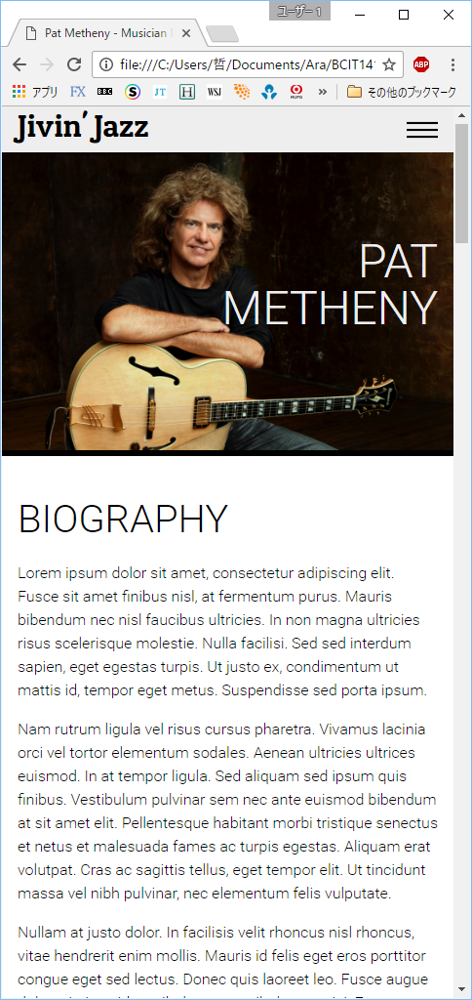 ユーザー 1
Pat Metheny - Musician
file:///C:/Users/哲/Documents/Ara/BCIT14
ABP
アプリ FX BBC S JT H WSJ MUFG » その他のブックマーク
Jivin' Jazz
PAT
METHENY
BIOGRAPHY
Lorem ipsum dolor sit amet, consectetur adipiscing elit.
Fusce sit amet finibus nisl, at fermentum purus. Mauris
bibendum nec nisl faucibus ultricies. In non magna ultricies
risus scelerisque molestie. Nulla facilisi. Sed sed interdum
sapien, eget egestas turpis. Ut justo ex, condimentum ut
mattis id, tempor eget metus. Suspendisse sed porta ipsum.
Nam rutrum ligula vel risus cursus pharetra. Vivamus lacinia
orci vel tortor elementum sodales. Aenean ultricies ultrices
euismod. In at tempor ligula. Sed aliquam sed ipsum quis
finibus. Vestibulum pulvinar sem nec ante euismod bibendum
at sit amet elit. Pellentesque habitant morbi tristique senectus
et netus et malesuada fames ac turpis egestas. Aliquam erat
volutpat. Cras ac sagittis tellus, eget tempor elit. Ut tincidunt
massa vel nibh pulvinar, nec elementum felis vulputate.
Nullam at justo dolor. In facilisis velit rhoncus nisl rhoncus,
vitae hendrerit enim mollis. Mauris id felis eget eros porttitor
congue eget sed lectus. Donec quis laoreet leo. Fusce augue